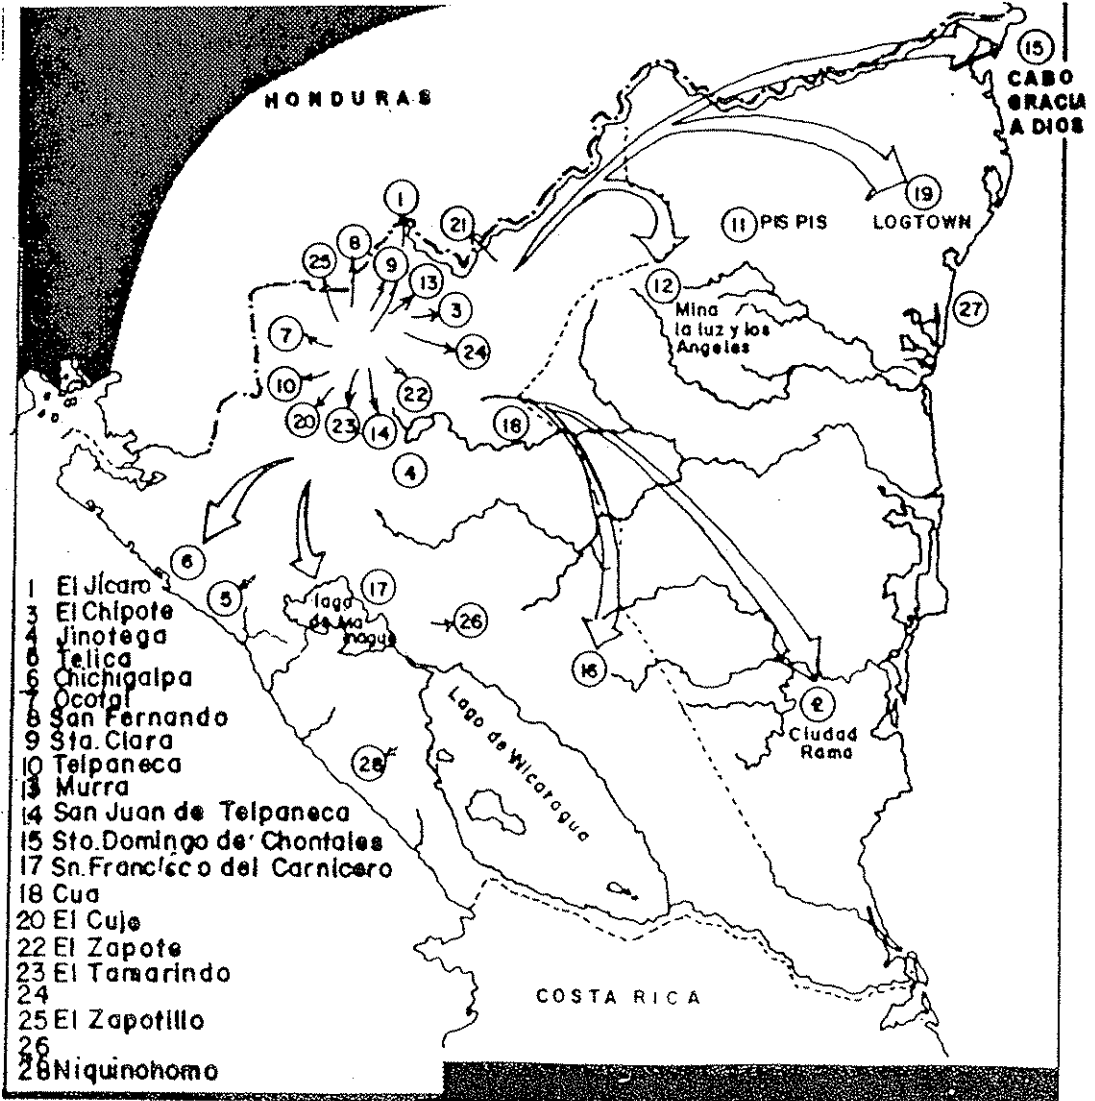 HONDURAS
15
CABO
GRACIA
A DIOS
1
21
19
11 PIS PIS
LOGTOWN
8
25
9
13
12
Mina
la luz y los
Angeles
3
27
7
24
10
22
20
23
14
18
4
6
5
17
lago
de Ma
nagua
26
16
Ciudad
Rama
Lago de Nicaragua
28
COSTA RICA
1 El Jícaro
3 El Chipote
4 Jinotega
5 Telica
6 Chichigalpa
7 Ocotal
8 San Fernando
9 Sta. Clara
10 Telpaneca
13 Murra
14 San Juan de Telpaneca
15 Sto. Domingo de Chontales
17 Sn. Francisco del Carnicero
18 Cua
20 El Cuje
22 El Zapote
23 El Tamarindo
24
25 El Zapotillo
26
28 Niquinohomo